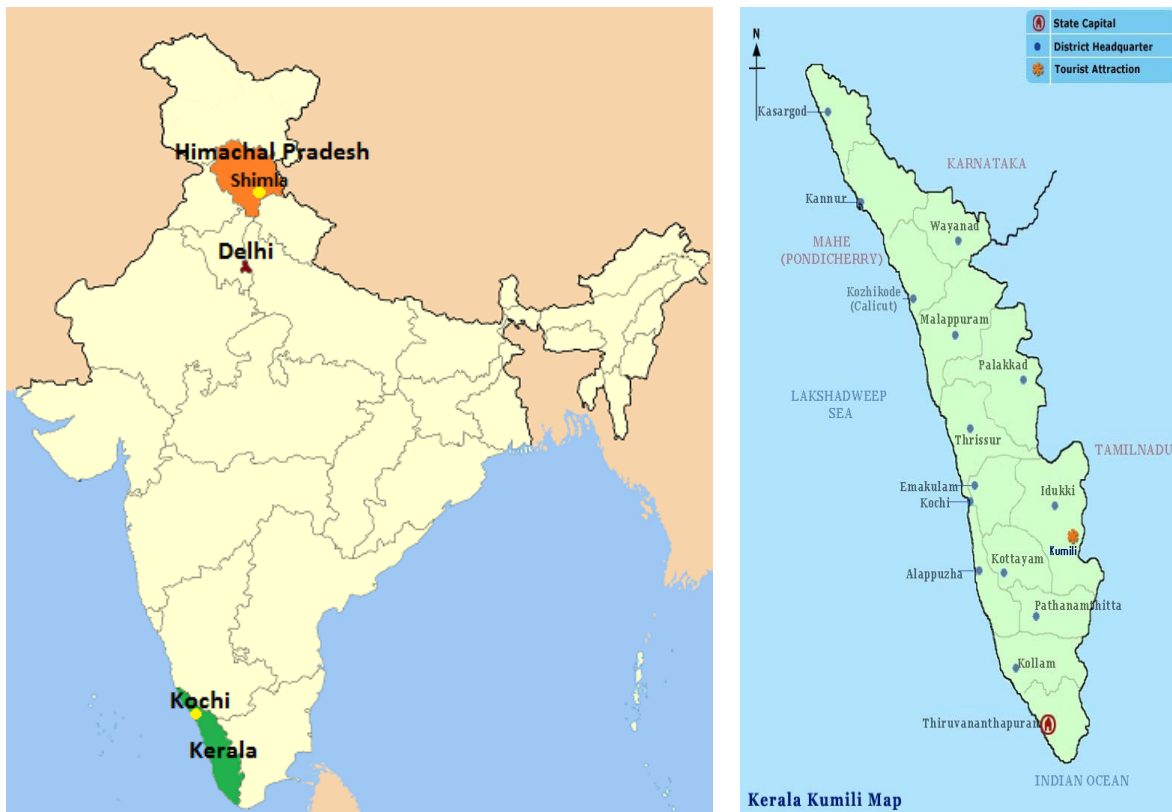 Himachal Pradesh
Shimla
Delhi
Kochi
Kerala
State Capital
District Headquarter
Tourist Attraction
N
Kasargod
KARNATAKA
Kannur
Wayanad
MAHE
(PONDICHERRY)
Kozhikode
(Calicut)
Malappuram
Palakkad
LAKSHADWEEP
SEA
Thrissur
TAMILNADU
Emakulam
Idukki
Kochi
Kumili
Kottayam
Alappuzha
Pathanamthitta
Kollam
Thiruvananthapuram
INDIAN OCEAN
Kerala Kumili Map